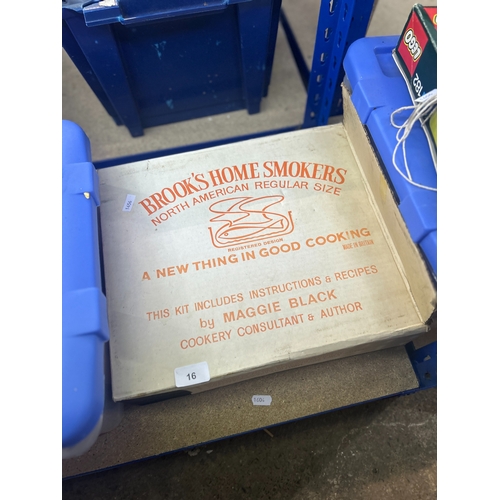 BROOK'S HOME SMOKERS
NORTH AMERICAN REGULAR SIZE
REGISTERED DESIGN
A NEW THING IN GOOD COOKING
MADE IN BRITAIN
THIS KIT INCLUDES INSTRUCTIONS & RECIPES
by MAGGIE BLACK
COOKERY CONSULTANT & AUTHOR
16
LEGO